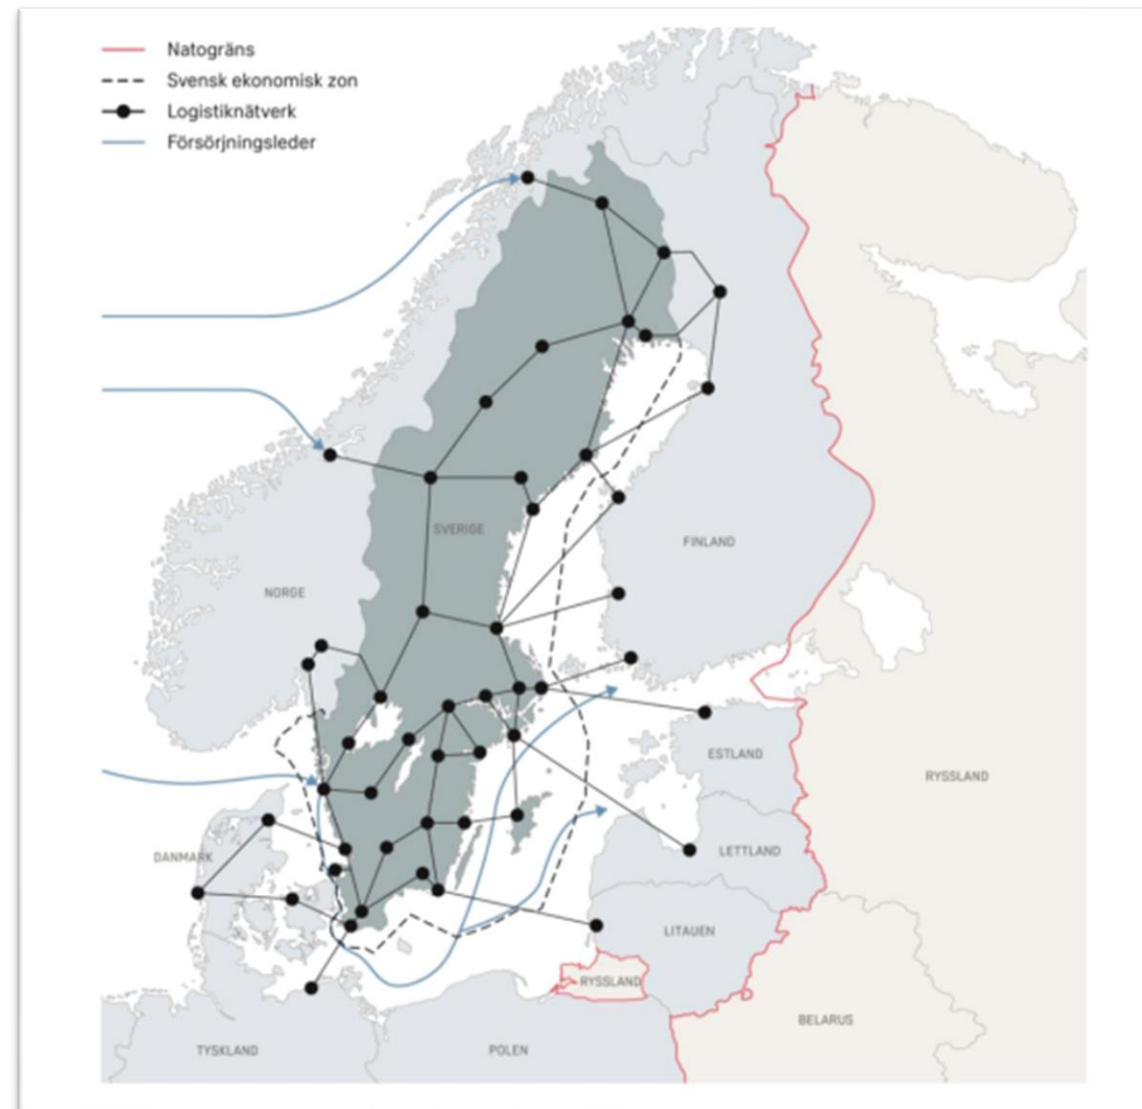 Natogräns
Svensk ekonomisk zon
Logistiknätverk
Försörjningsleder
SVERIGE
FINLAND
NORGE
ESTLAND
RYSSLAND
DANMARK
LETTLAND
LITAUEN
RYSSLAND
BELARUS
TYSKLAND
POLEN